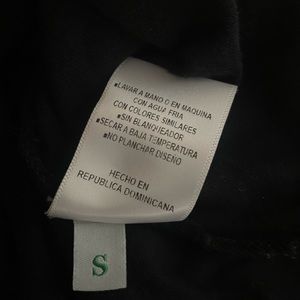 ▪LAVAR A MANO O EN MAQUINA
CON AGUA FRIA
CON COLORES SIMILARES
▪SIN BLANQUEADOR
▪SECAR A BAJA TEMPERATURA
▪NO PLANCHAR DISENO
HECHO EN
REPUBLICA DOMINICANA
S